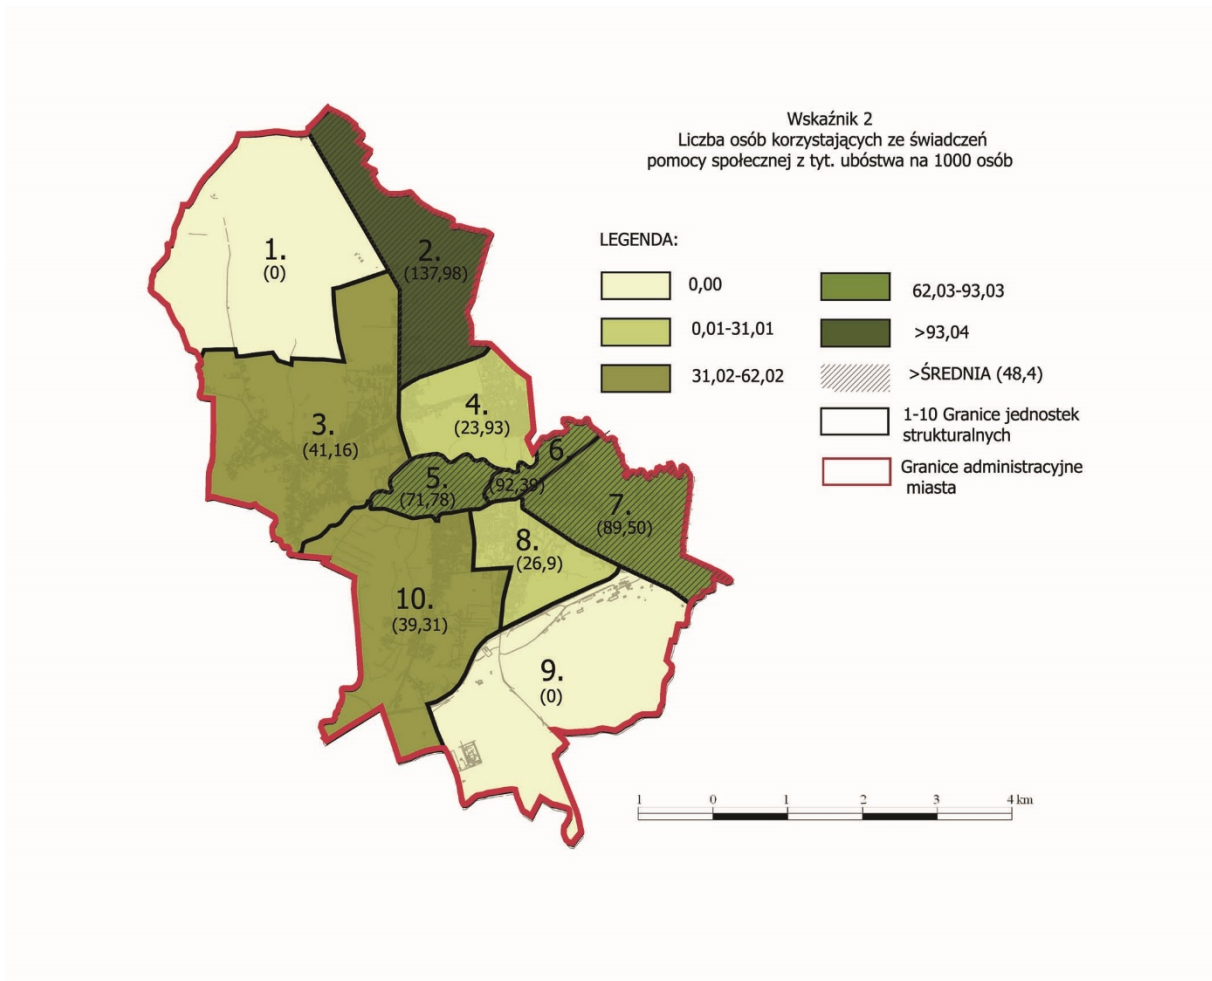 Wskaźnik 2
Liczba osób korzystających ze świadczeń
pomocy społecznej z tyt. ubóstwa na 1000 osób
LEGENDA:
0,00
0,01-31,01
31,02-62,02
62,03-93,03
>93,04
>ŚREDNIA (48,4)
1-10 Granice jednostek
strukturalnych
Granice administracyjne
miasta
1.
(0)
2.
(137,98)
3.
(41,16)
4.
(23,93)
5.
(71,78)
6.
(92,39)
7.
(89,50)
8.
(26,9)
9.
(0)
10.
(39,31)
1 0 1 2 3 4 km